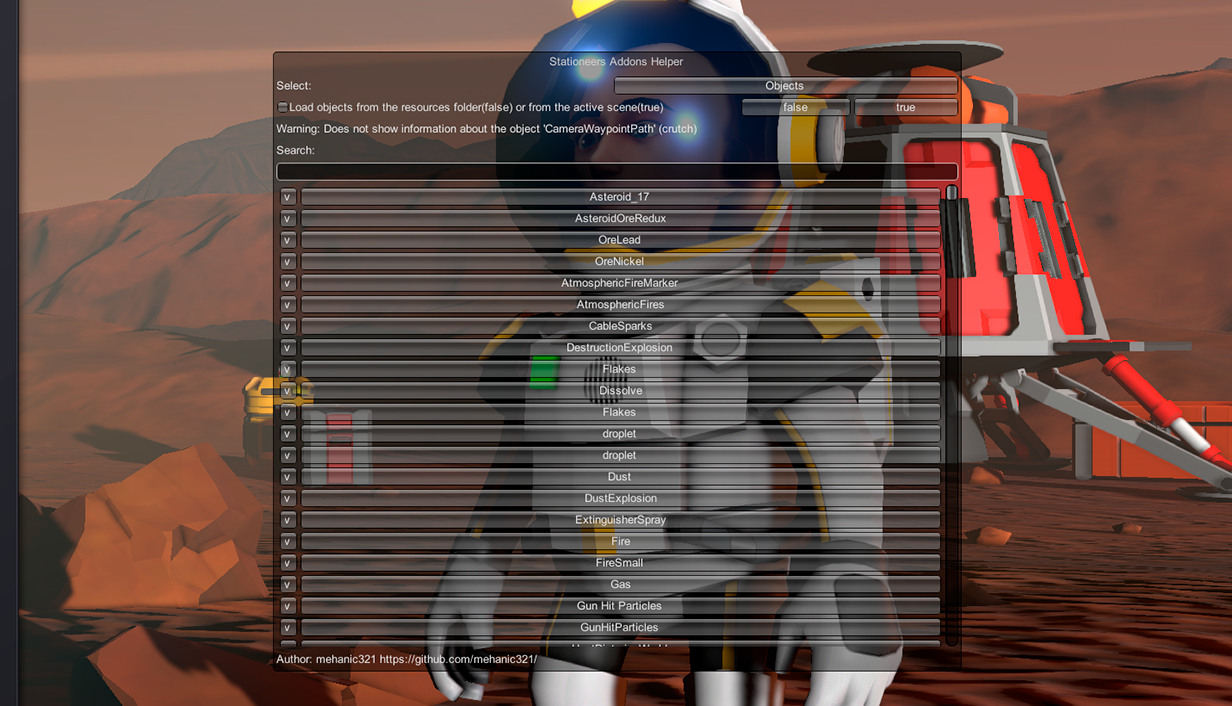 Stationeers Addons Helper
Select: Objects
Load objects from the resources folder(false) or from the active scene(true) false true
Warning: Does not show information about the object 'CameraWaypointPath' (crutch)
Search:
v Asteroid_17
v AsteroidOreRedux
v OreLead
v OreNickel
v AtmosphericFireMarker
v AtmosphericFires
v CableSparks
v DestructionExplosion
v Flakes
v Dissolve
v Flakes
v droplet
v droplet
v Dust
v DustExplosion
v ExtinguisherSpray
v Fire
v FireSmall
v Gas
v Gun Hit Particles
v GunHitParticles
Author: mehanic321 https://github.com/mehanic321/